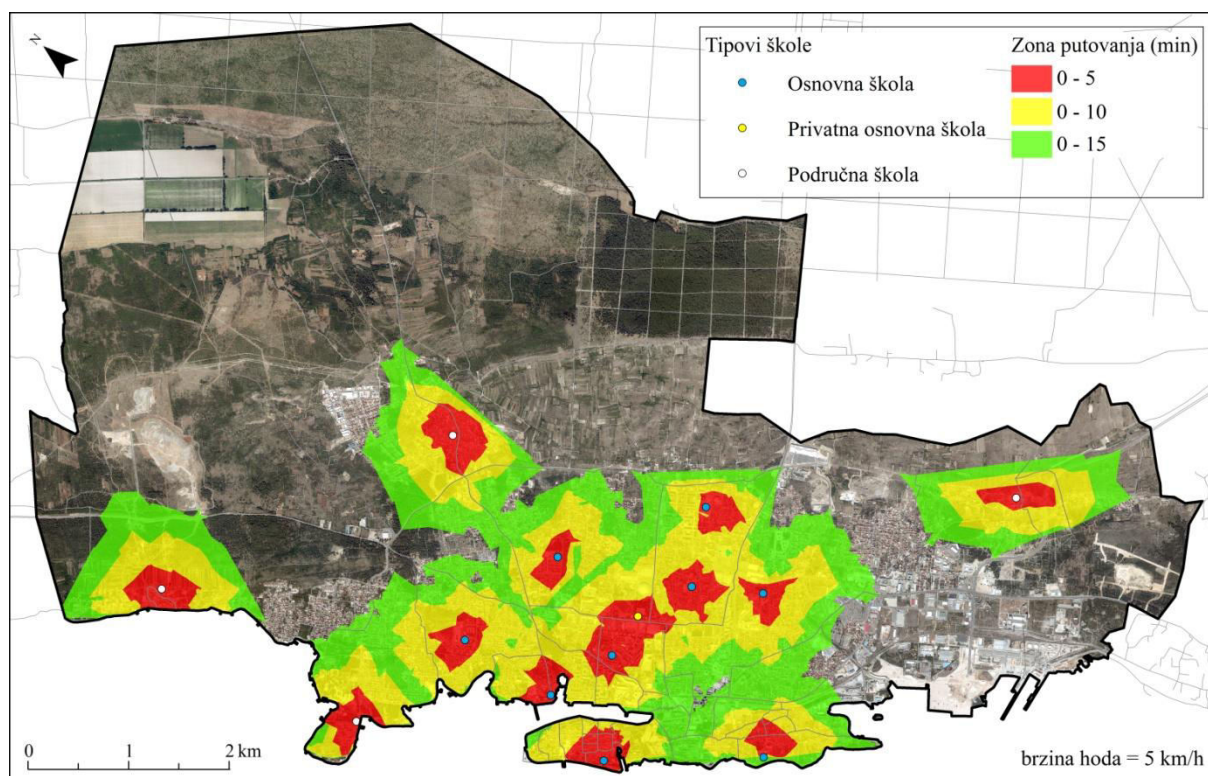 N
Tipovi škole
Osnovna škola
Privatna osnovna škola
Područna škola
Zona putovanja (min)
0 - 5
0 - 10
0 - 15
0 1 2 km
brzina hoda = 5 km/h